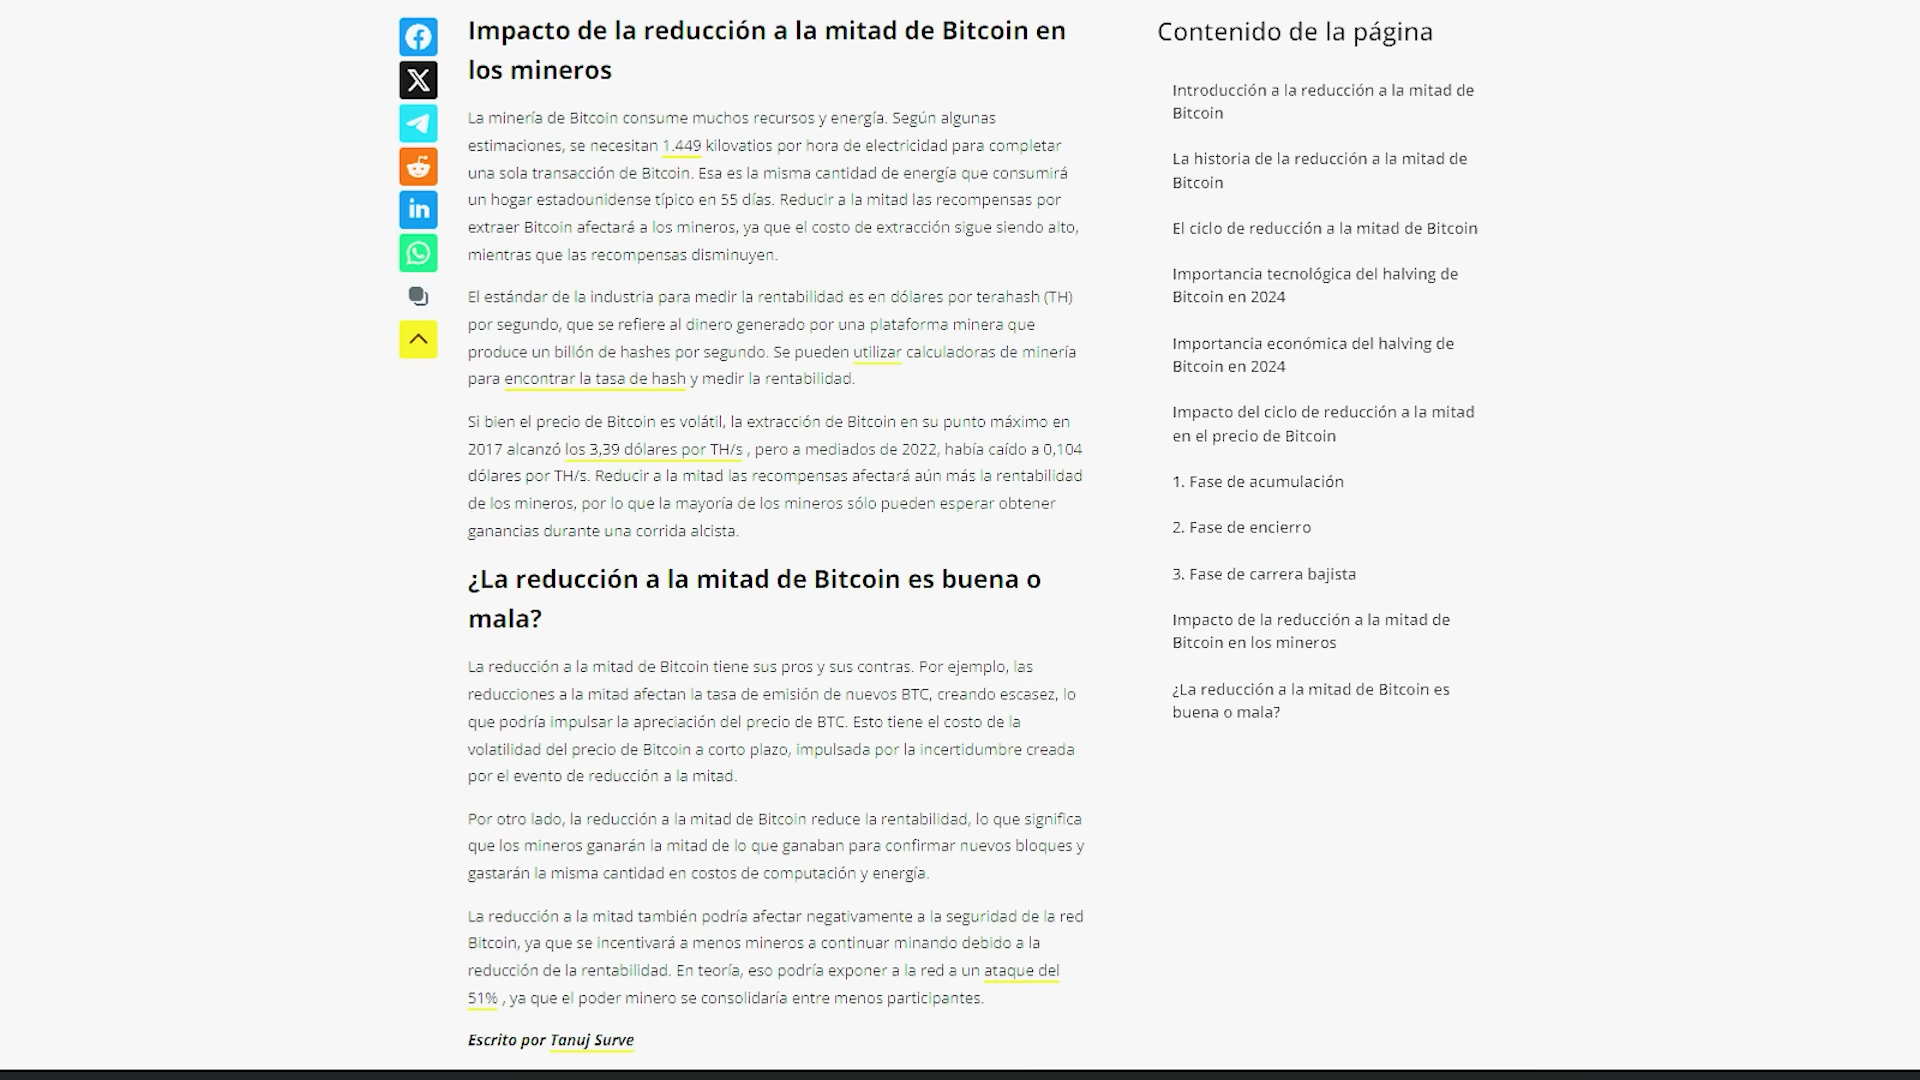 Impacto de la reducción a la mitad de Bitcoin en
los mineros
La minería de Bitcoin consume muchos recursos y energía. Según algunas
estimaciones, se necesitan 1.449 kilovatios por hora de electricidad para completar
una sola transacción de Bitcoin. Esa es la misma cantidad de energía que consumirá
un hogar estadounidense típico en 55 días. Reducir a la mitad las recompensas por
extraer Bitcoin afectará a los mineros, ya que el costo de extracción sigue siendo alto,
mientras que las recompensas disminuyen.
El estándar de la industria para medir la rentabilidad es en dólares por terahash (TH)
por segundo, que se refiere al dinero generado por una plataforma minera que
produce un billón de hashes por segundo. Se pueden utilizar calculadoras de minería
para encontrar la tasa de hash y medir la rentabilidad.
Si bien el precio de Bitcoin es volátil, la extracción de Bitcoin en su punto máximo en
2017 alcanzó los 3,39 dólares por TH/s , pero a mediados de 2022, había caído a 0,104
dólares por TH/s. Reducir a la mitad las recompensas afectará aún más la rentabilidad
de los mineros, por lo que la mayoría de los mineros sólo pueden esperar obtener
ganancias durante una corrida alcista.
¿La reducción a la mitad de Bitcoin es buena o
mala?
La reducción a la mitad de Bitcoin tiene sus pros y sus contras. Por ejemplo, las
reducciones a la mitad afectan la tasa de emisión de nuevos BTC, creando escasez, lo
que podría impulsar la apreciación del precio de BTC. Esto tiene el costo de la
volatilidad del precio de Bitcoin a corto plazo, impulsada por la incertidumbre creada
por el evento de reducción a la mitad.
Por otro lado, la reducción a la mitad de Bitcoin reduce la rentabilidad, lo que significa
que los mineros ganarán la mitad de lo que ganaban para confirmar nuevos bloques y
gastarán la misma cantidad en costos de computación y energía.
La reducción a la mitad también podría afectar negativamente a la seguridad de la red
Bitcoin, ya que se incentivará a menos mineros a continuar minando debido a la
reducción de la rentabilidad. En teoría, eso podría exponer a la red a un ataque del
51% , ya que el poder minero se consolidaría entre menos participantes.
Escrito por Tanuj Surve
Contenido de la página
Introducción a la reducción a la mitad de
Bitcoin
La historia de la reducción a la mitad de
Bitcoin
El ciclo de reducción a la mitad de Bitcoin
Importancia tecnológica del halving de
Bitcoin en 2024
Importancia económica del halving de
Bitcoin en 2024
Impacto del ciclo de reducción a la mitad
en el precio de Bitcoin
1. Fase de acumulación
2. Fase de encierro
3. Fase de carrera bajista
Impacto de la reducción a la mitad de
Bitcoin en los mineros
¿La reducción a la mitad de Bitcoin es
buena o mala?